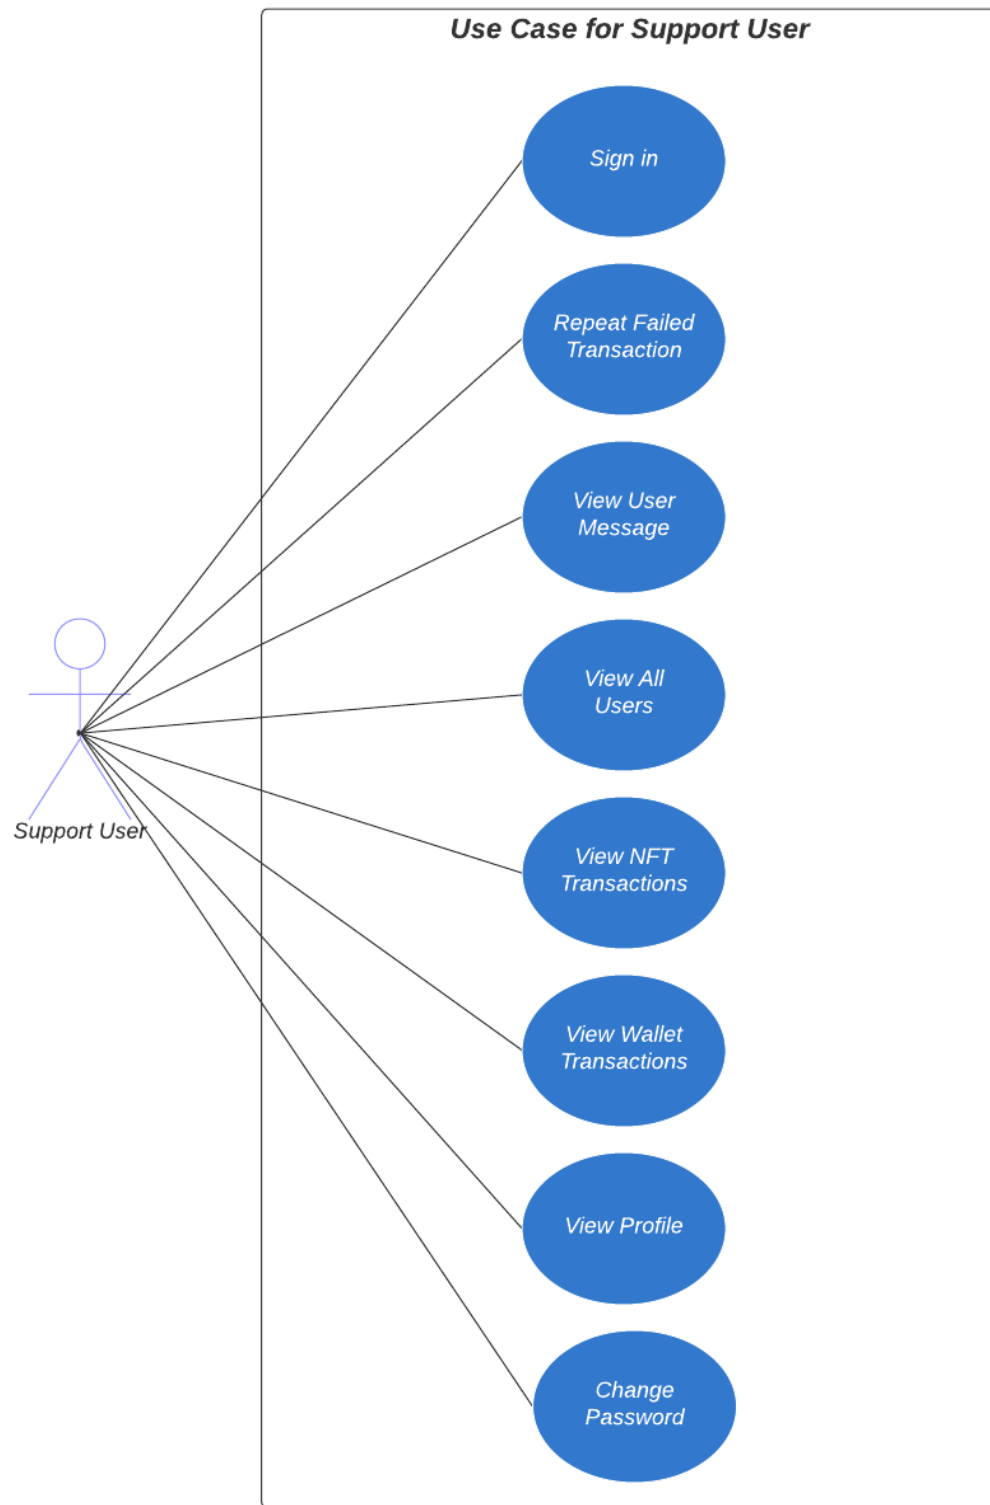 Use Case for Support User
Sign in
Repeat Failed
Transaction
View User
Message
View All
Users
Support User
View NFT
Transactions
View Wallet
Transactions
View Profile
Change
Password